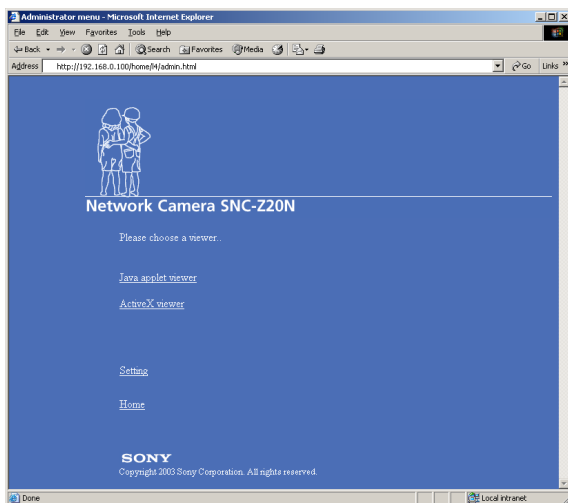 Administrator menu - Microsoft Internet Explorer
File Edit View Favorites Tools Help
Back Search Favorites Media
Address http://192.168.0.100/home/l4/admin.html Go Links »
Network Camera SNC-Z20N
Please choose a viewer..
Java applet viewer
ActiveX viewer
Setting
Home
SONY
Copyright 2003 Sony Corporation. All rights reserved.
Done Local intranet